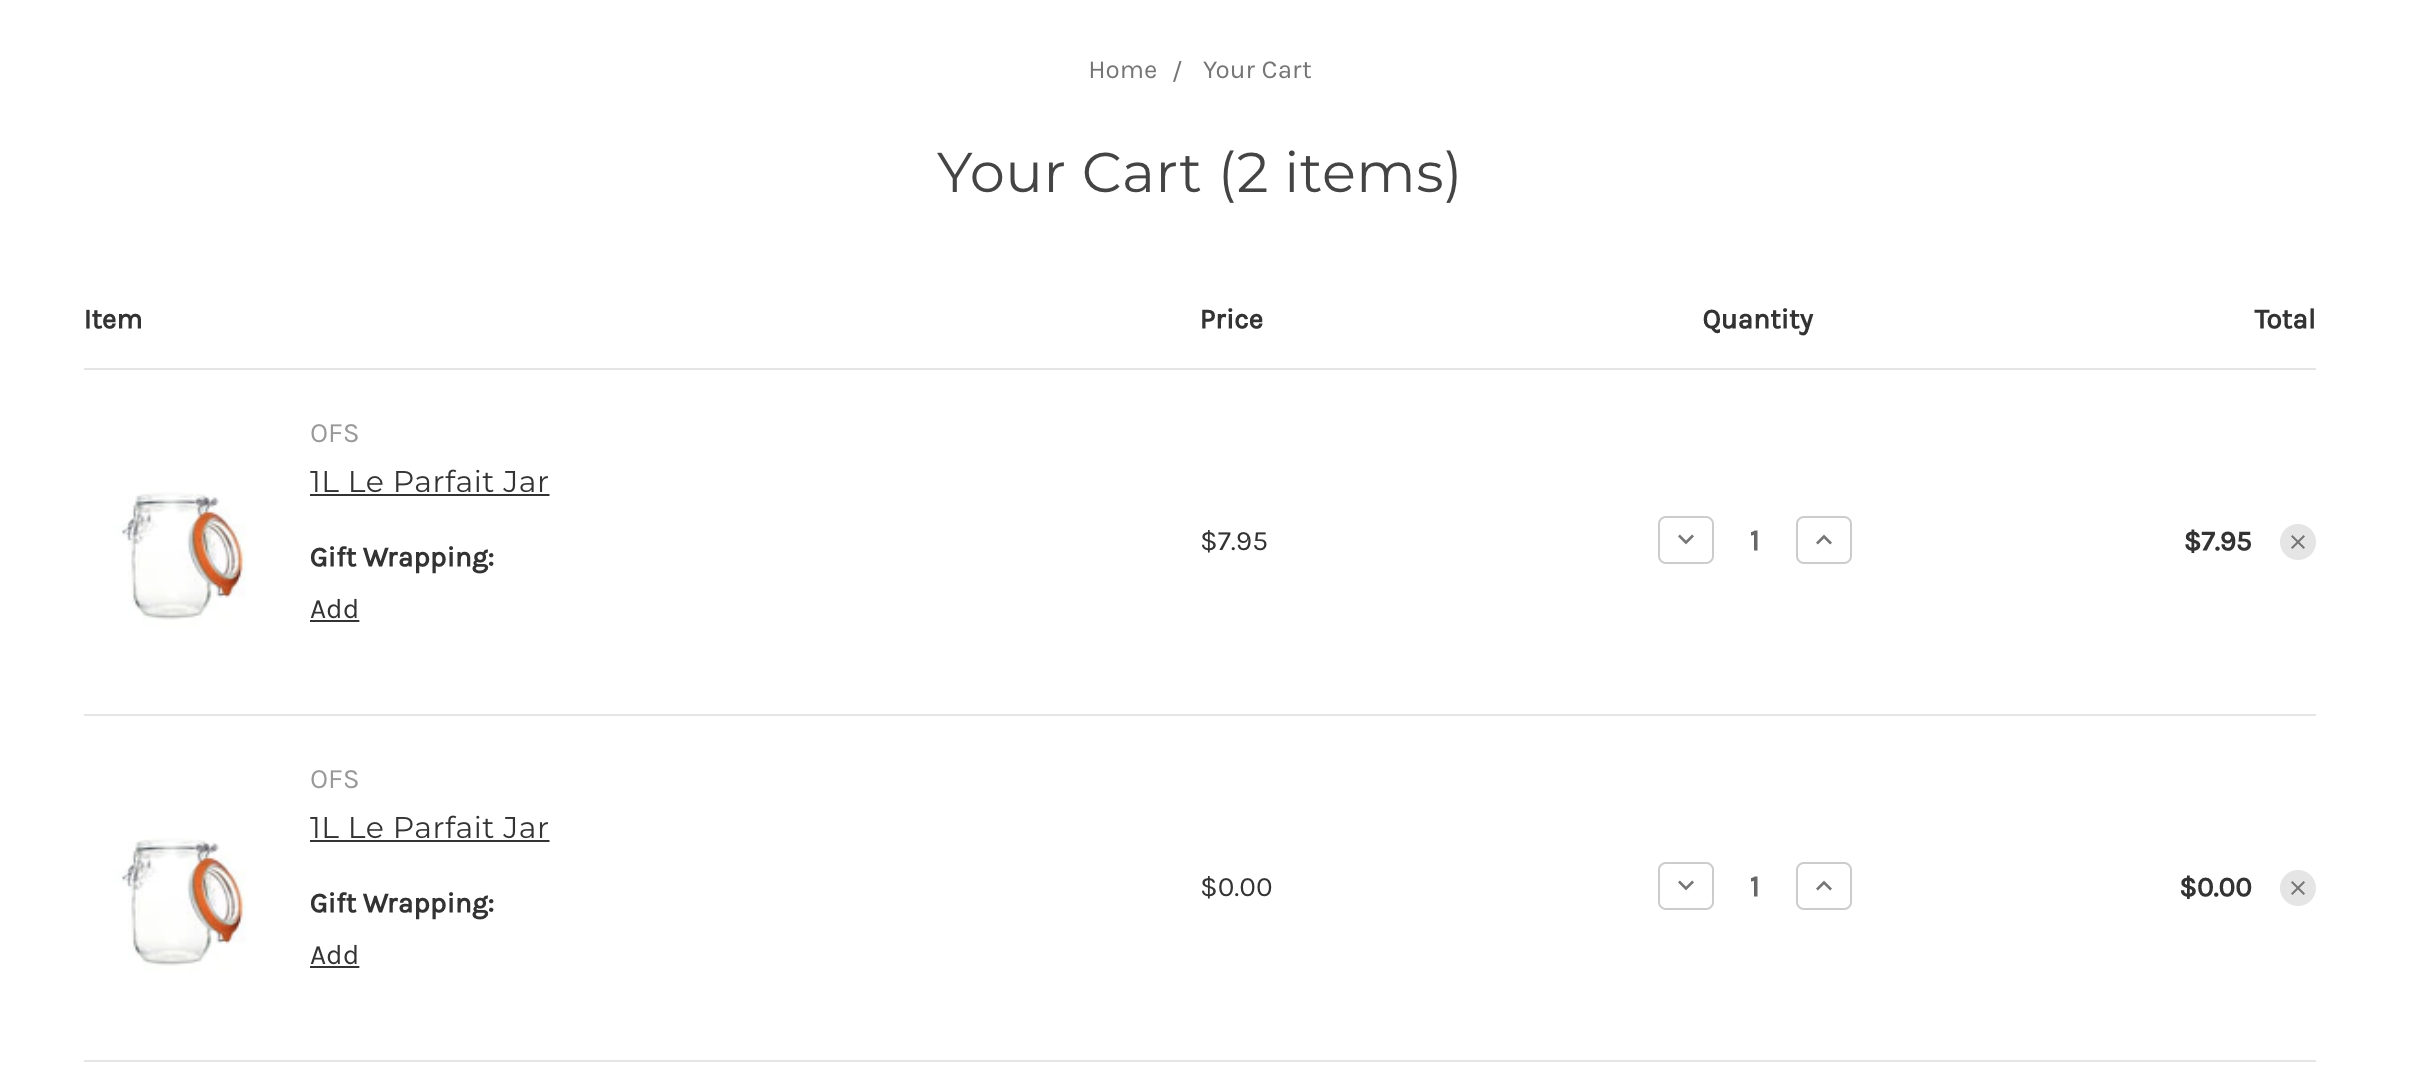 Home / Your Cart
Your Cart (2 items)
Item Price Quantity Total
OFS
1L Le Parfait Jar
Gift Wrapping:
Add
$7.95 1 $7.95
OFS
1L Le Parfait Jar
Gift Wrapping:
Add
$0.00 1 $0.00